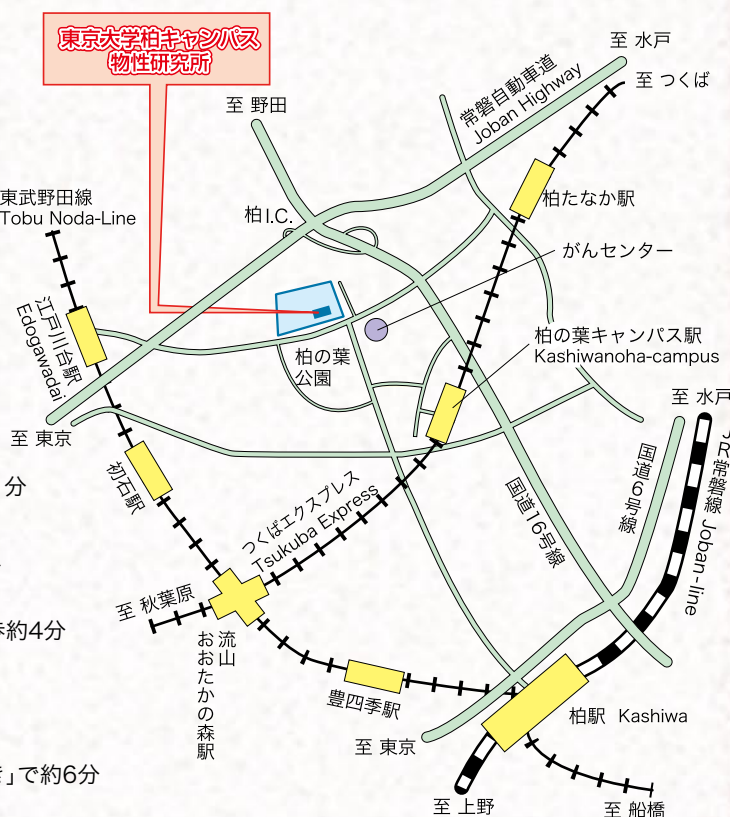 東京大学柏キャンパス
物性研究所
至 水戸
至 つくば
常磐自動車道
Joban Highway
至 野田
東武野田線
Tobu Noda-Line
柏I.C.
柏たなか駅
がんセンター
江戸川台駅
Edogawadai
柏の葉
公園
柏の葉キャンパス駅
Kashiwanoha-campus
至 水戸
至 東京
国道6号線
JR常磐線 Joban-line
分
初石駅
つくばエクスプレス
Tsukuba Express
国道16号線
至 秋葉原
歩約4分
流山
おおたかの森駅
豊四季駅
柏駅 Kashiwa
至 東京
」で約6分
至 上野
至 船橋